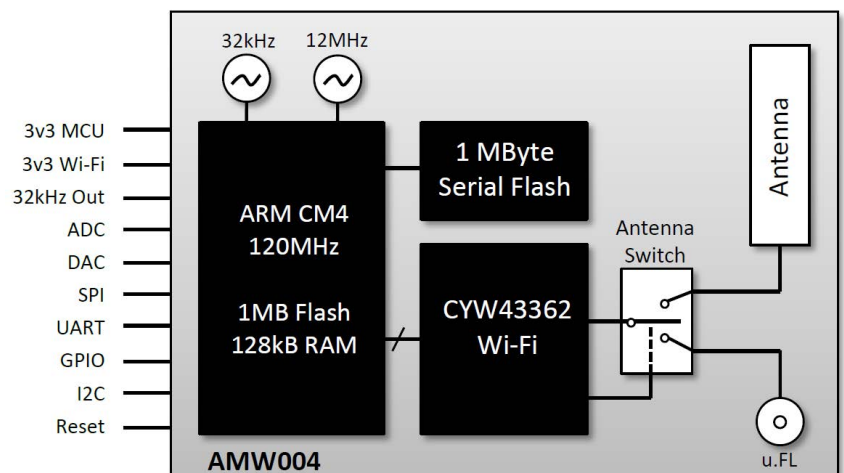 32kHz
12MHz
3v3 MCU
3v3 Wi-Fi
32kHz Out
ADC
DAC
SPI
UART
GPIO
I2C
Reset
ARM CM4
120MHz
1MB Flash
128kB RAM
1 MByte
Serial Flash
CYW43362
Wi-Fi
Antenna
Switch
Antenna
u.FL
AMW004